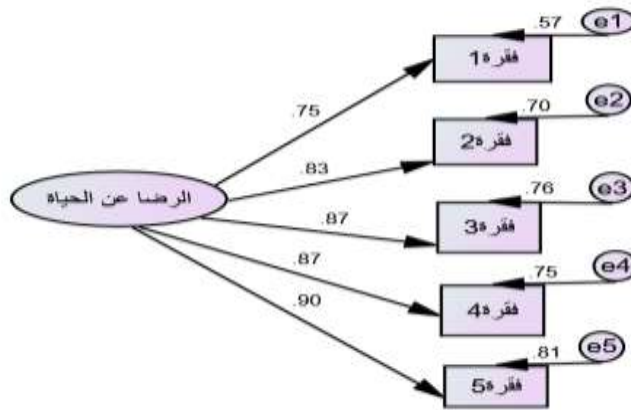 e1
.57
فقرة1
.75
e2
.70
فقرة2
.83
e3
.76
فقرة3
الرضا عن الحياة
.87
e4
.75
فقرة4
.87
e5
.81
فقرة5
.90